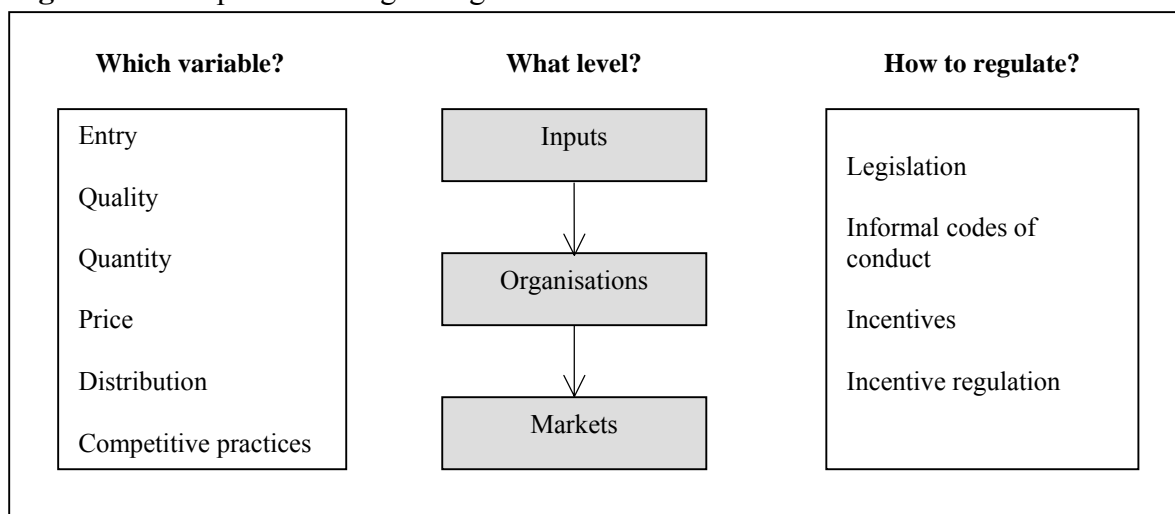 Which variable?
Entry
Quality
Quantity
Price
Distribution
Competitive practices
What level?
Inputs
Organisations
Markets
How to regulate?
Legislation
Informal codes of
conduct
Incentives
Incentive regulation